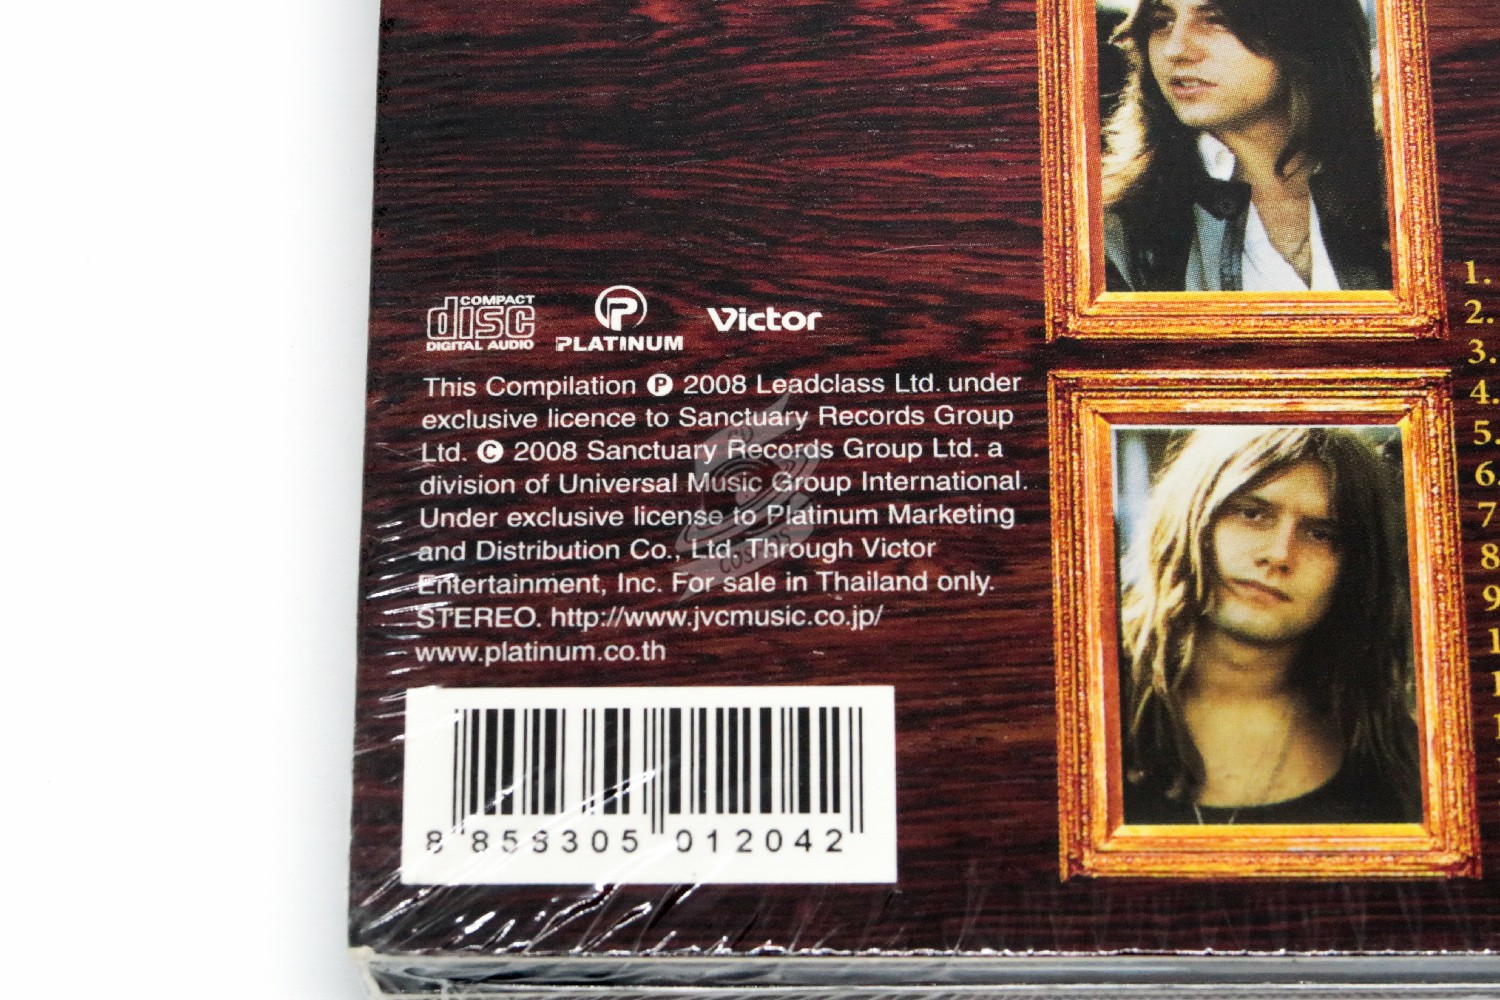 COMPACT
disc
DIGITAL AUDIO
P
PLATINUM
Victor
This Compilation Ⓟ 2008 Leadclass Ltd. under
exclusive licence to Sanctuary Records Group
Ltd. © 2008 Sanctuary Records Group Ltd. a
division of Universal Music Group International.
Under exclusive license to Platinum Marketing
and Distribution Co., Ltd. Through Victor
Entertainment, Inc. For sale in Thailand only.
STEREO. http://www.jvcmusic.co.jp/
www.platinum.co.th
8 859305 012042
1.
2.
3.
4.
5.
6.
7
8
9